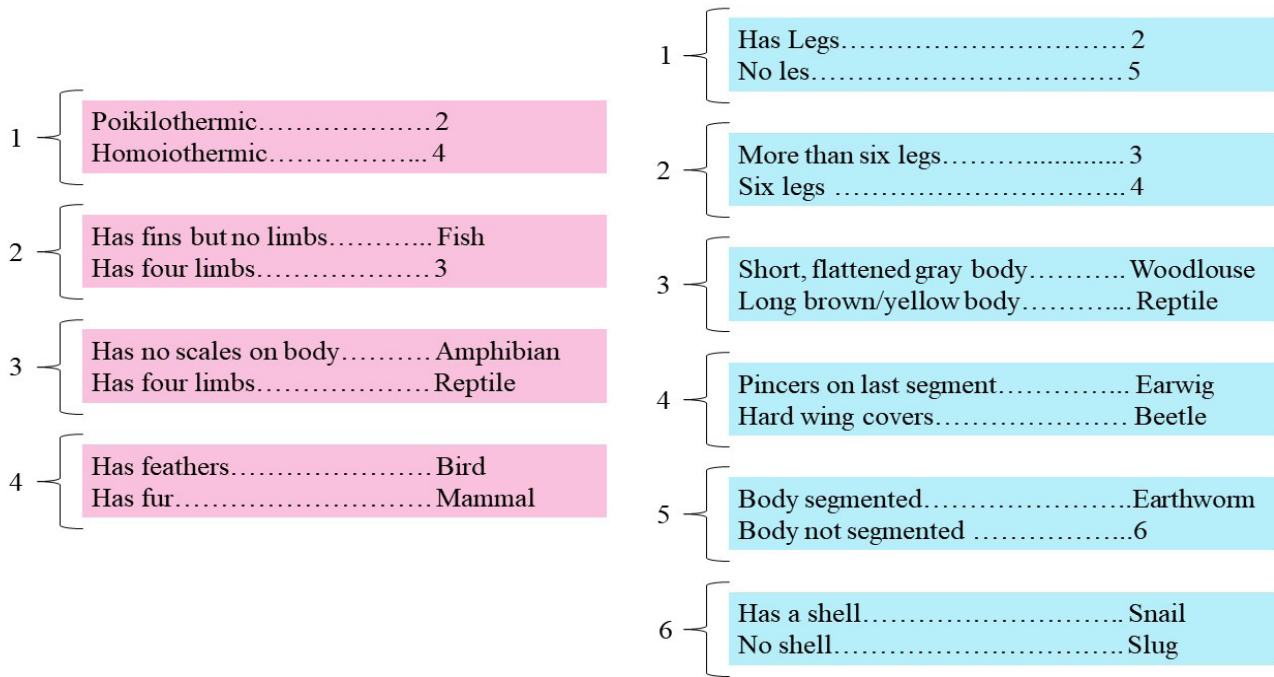 1
Poikilothermic………………… 2
Homoiothermic……………... 4
2
Has fins but no limbs………... Fish
Has four limbs………………… 3
3
Has no scales on body………. Amphibian
Has four limbs………………… Reptile
4
Has feathers…………………… Bird
Has fur………………………… Mammal
1
Has Legs………………………… 2
No les…………………………… 5
2
More than six legs………............. 3
Six legs ……………………….. 4
3
Short, flattened gray body……….. Woodlouse
Long brown/yellow body………... Reptile
4
Pincers on last segment…………... Earwig
Hard wing covers………………… Beetle
5
Body segmented…………………..Earthworm
Body not segmented ……………...6
6
Has a shell……………………….. Snail
No shell………………………….. Slug